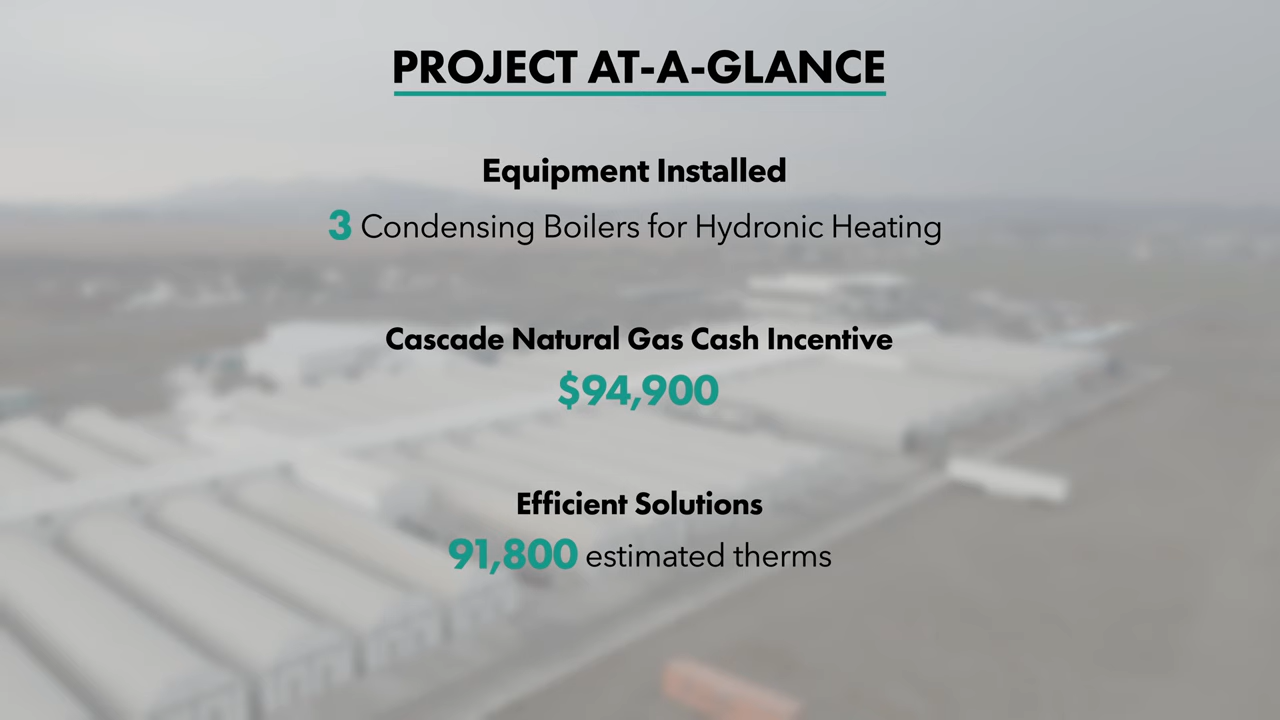 PROJECT AT-A-GLANCE
Equipment Installed
3 Condensing Boilers for Hydronic Heating
Cascade Natural Gas Cash Incentive
$94,900
Efficient Solutions
91,800 estimated therms